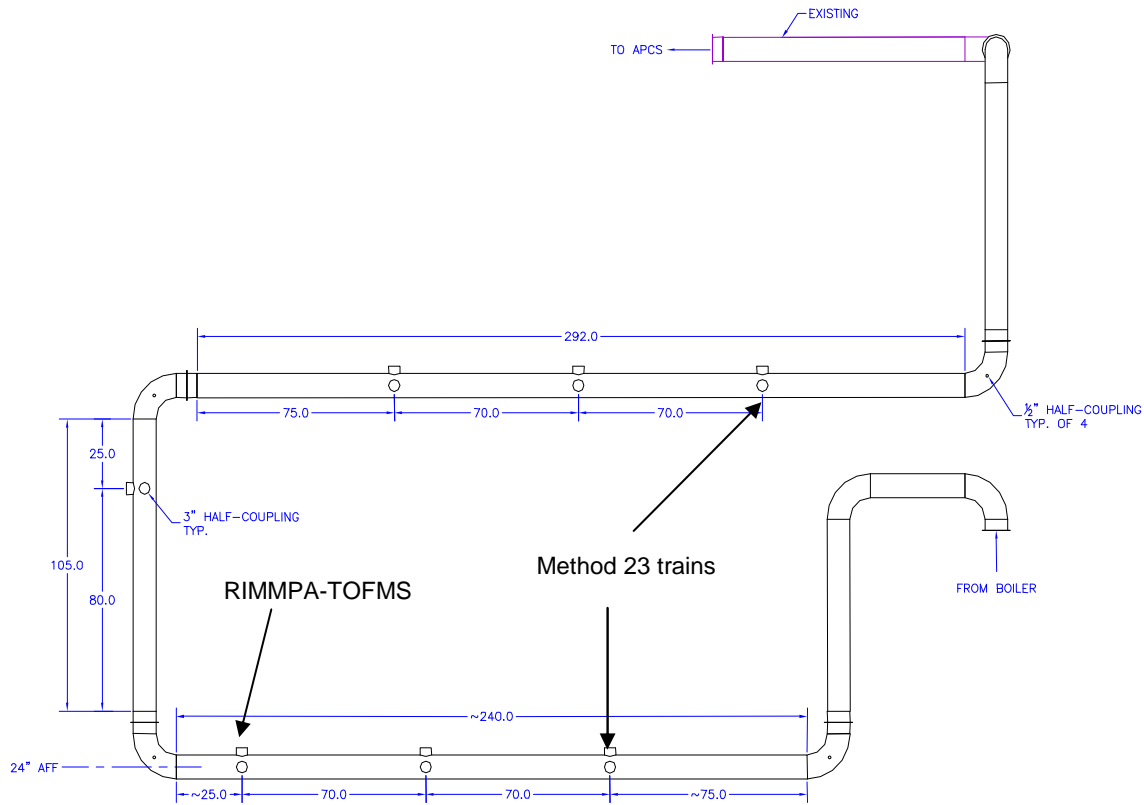 EXISTING
TO APCS
292.0
75.0
70.0
70.0
½" HALF-COUPLING
TYP. OF 4
25.0
3" HALF-COUPLING
TYP.
105.0
80.0
Method 23 trains
RIMMPA-TOFMS
FROM BOILER
~240.0
24" AFF
~25.0
70.0
70.0
~75.0